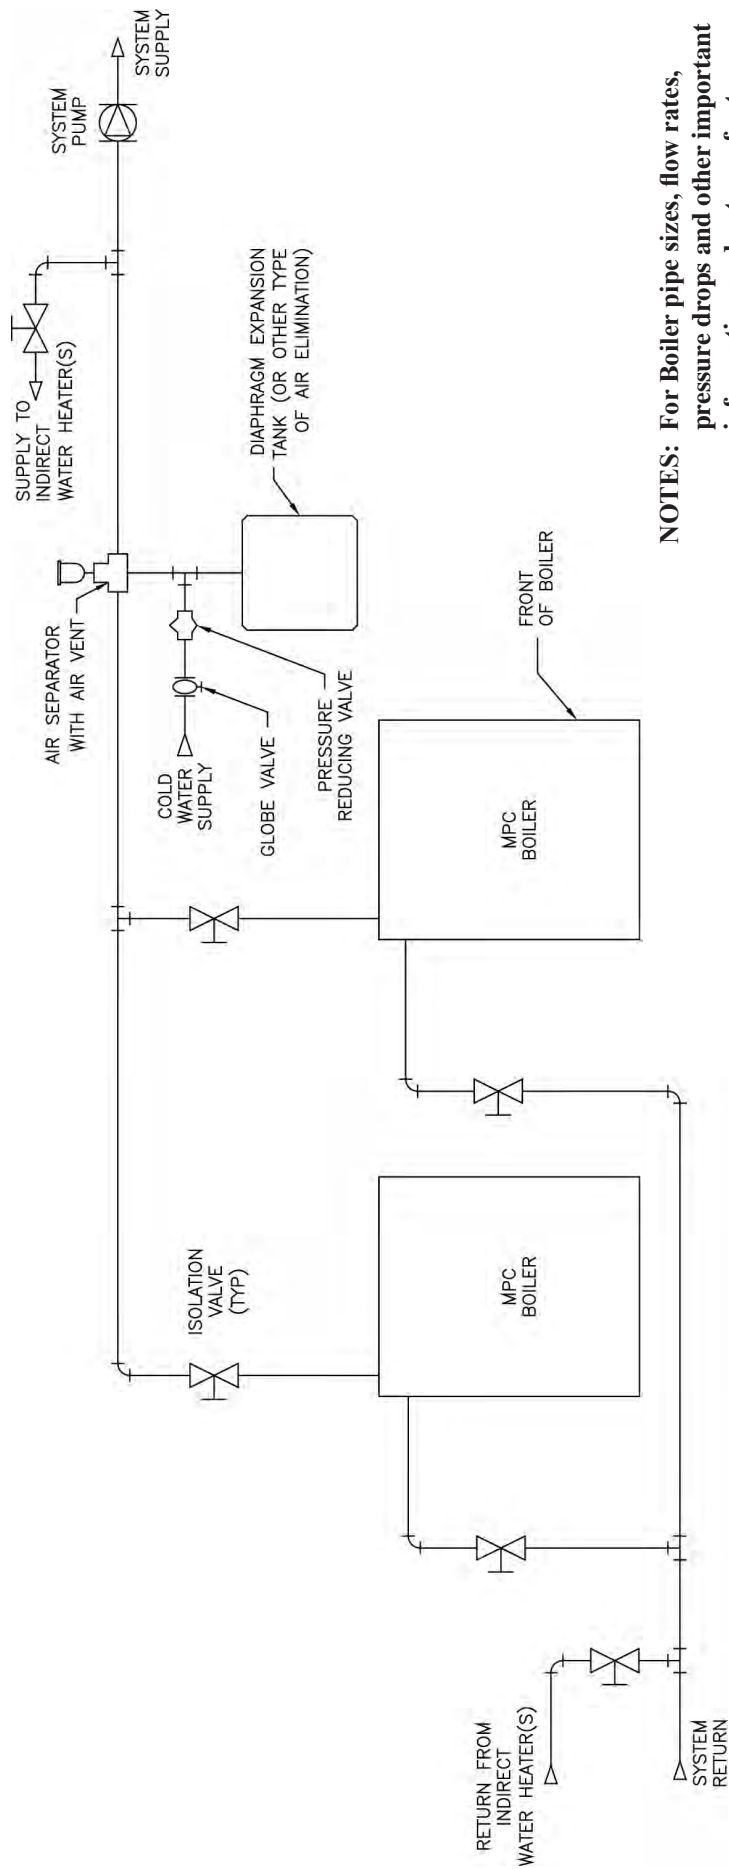 SUPPLY TO
INDIRECT
WATER HEATER(S)
SYSTEM
PUMP
SYSTEM
SUPPLY
AIR SEPARATOR
WITH AIR VENT
COLD
WATER
SUPPLY
GLOBE VALVE
PRESSURE
REDUCING VALVE
DIAPHRAGM EXPANSION
TANK (OR OTHER TYPE
OF AIR ELIMINATION)
ISOLATION
VALVE
(TYP)
MPC
BOILER
MPC
BOILER
FRONT
OF BOILER
RETURN FROM
INDIRECT
WATER HEATER(S)
SYSTEM
RETURN
NOTES: For Boiler pipe sizes, flow rates,
pressure drops and other important